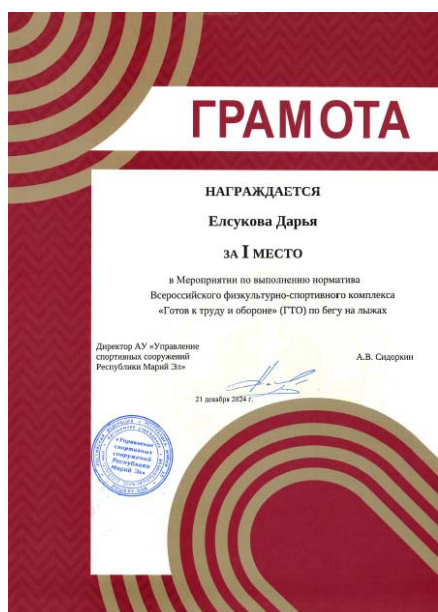 ГРАМОТА
НАГРАЖДАЕТСЯ
Елсукова Дарья
ЗА I МЕСТО
в Мероприятии по выполнению норматива
Всероссийского физкультурно-спортивного комплекса
«Готов к труду и обороне» (ГТО) по бегу на лыжах
Директор АУ «Управление
спортивных сооружений
Республики Марий Эл»
А.В. Сидоркин
21 декабря 2024 г.
«Управление
спортивных
сооружений
Республики
Марий Эл»